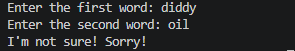 Enter the first word: diddy
Enter the second word: oil
I'm not sure! Sorry!